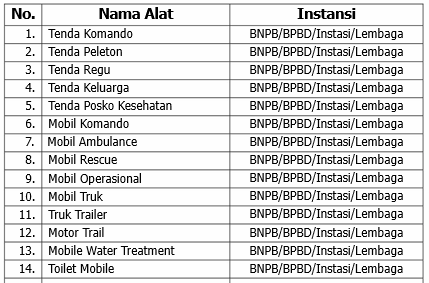 No. Nama Alat Instansi
1. Tenda Komando BNPB/BPBD/Instasi/Lembaga
2. Tenda Peleton BNPB/BPBD/Instasi/Lembaga
3. Tenda Regu BNPB/BPBD/Instasi/Lembaga
4. Tenda Keluarga BNPB/BPBD/Instasi/Lembaga
5. Tenda Posko Kesehatan BNPB/BPBD/Instasi/Lembaga
6. Mobil Komando BNPB/BPBD/Instasi/Lembaga
7. Mobil Ambulance BNPB/BPBD/Instasi/Lembaga
8. Mobil Rescue BNPB/BPBD/Instasi/Lembaga
9. Mobil Operasional BNPB/BPBD/Instasi/Lembaga
10. Mobil Truk BNPB/BPBD/Instasi/Lembaga
11. Truk Trailer BNPB/BPBD/Instasi/Lembaga
12. Motor Trail BNPB/BPBD/Instasi/Lembaga
13. Mobile Water Treatment BNPB/BPBD/Instasi/Lembaga
14. Toilet Mobile BNPB/BPBD/Instasi/Lembaga